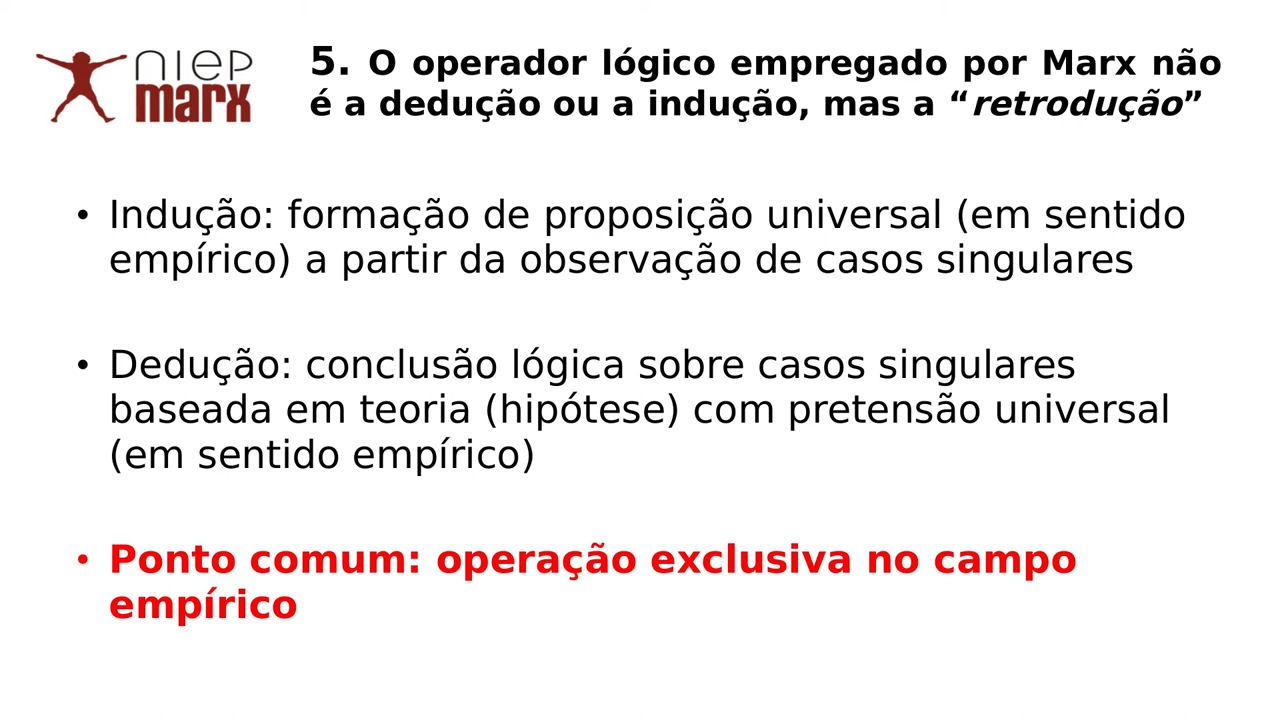 NIEP
marx
5. O operador lógico empregado por Marx não
é a dedução ou a indução, mas a “retrodução”
• Indução: formação de proposição universal (em sentido
empírico) a partir da observação de casos singulares
• Dedução: conclusão lógica sobre casos singulares
baseada em teoria (hipótese) com pretensão universal
(em sentido empírico)
• Ponto comum: operação exclusiva no campo
empírico